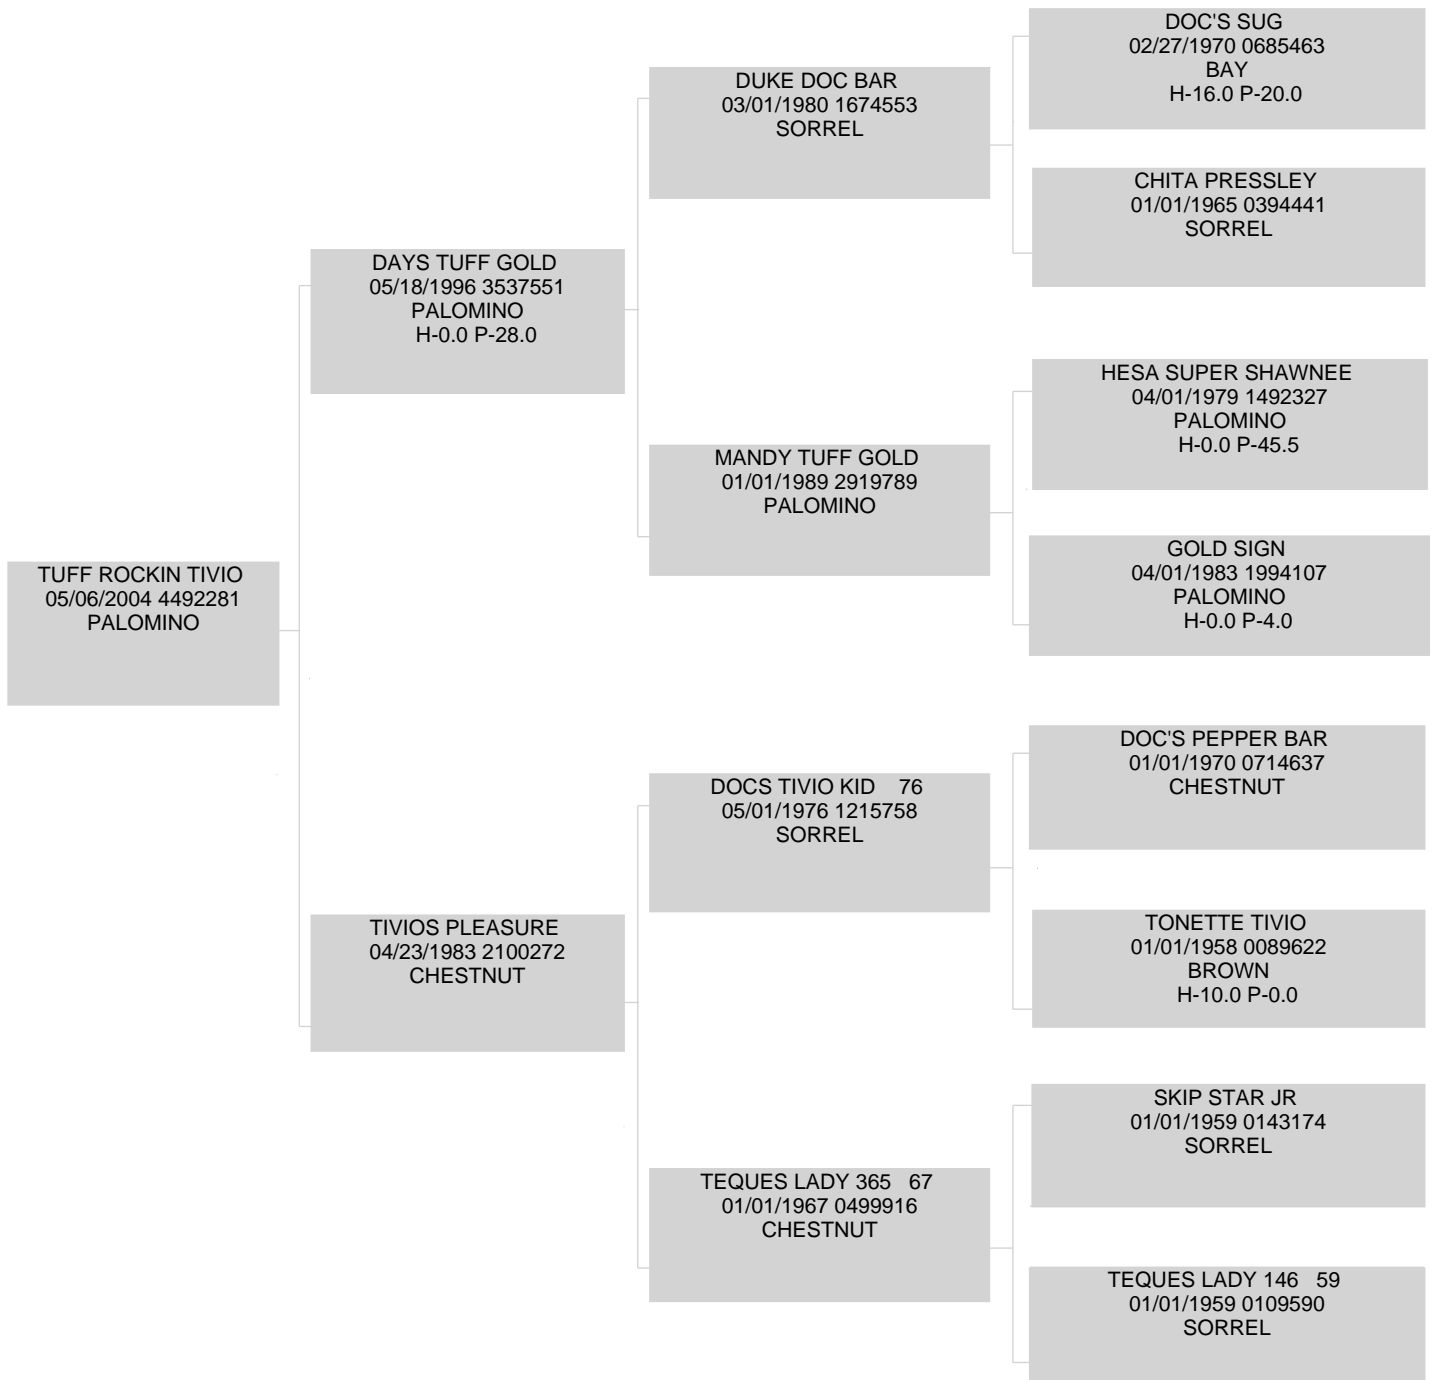 DOC'S SUG
02/27/1970 0685463
BAY
H-16.0 P-20.0
DUKE DOC BAR
03/01/1980 1674553
SORREL
CHITA PRESSLEY
01/01/1965 0394441
SORREL
DAYS TUFF GOLD
05/18/1996 3537551
PALOMINO
H-0.0 P-28.0
HESA SUPER SHAWNEE
04/01/1979 1492327
PALOMINO
H-0.0 P-45.5
MANDY TUFF GOLD
01/01/1989 2919789
PALOMINO
GOLD SIGN
04/01/1983 1994107
PALOMINO
H-0.0 P-4.0
TUFF ROCKIN TIVIO
05/06/2004 4492281
PALOMINO
DOC'S PEPPER BAR
01/01/1970 0714637
CHESTNUT
DOCS TIVIO KID 76
05/01/1976 1215758
SORREL
TONETTE TIVIO
01/01/1958 0089622
BROWN
H-10.0 P-0.0
TIVIOS PLEASURE
04/23/1983 2100272
CHESTNUT
SKIP STAR JR
01/01/1959 0143174
SORREL
TEQUES LADY 365 67
01/01/1967 0499916
CHESTNUT
TEQUES LADY 146 59
01/01/1959 0109590
SORREL